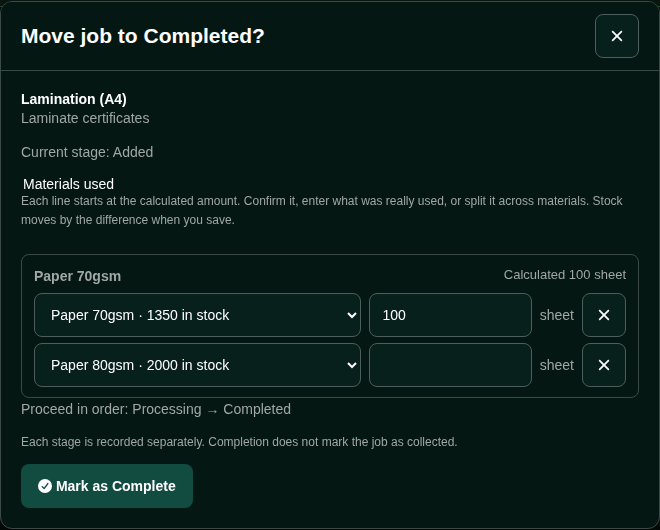 Move job to Completed?
Lamination (A4)
Laminate certificates
Current stage: Added
Materials used
Each line starts at the calculated amount. Confirm it, enter what was really used, or split it across materials. Stock
moves by the difference when you save.
Paper 70gsm Calculated 100 sheet
Paper 70gsm · 1350 in stock 100 sheet
Paper 80gsm · 2000 in stock sheet
Proceed in order: Processing → Completed
Each stage is recorded separately. Completion does not mark the job as collected.
Mark as Complete